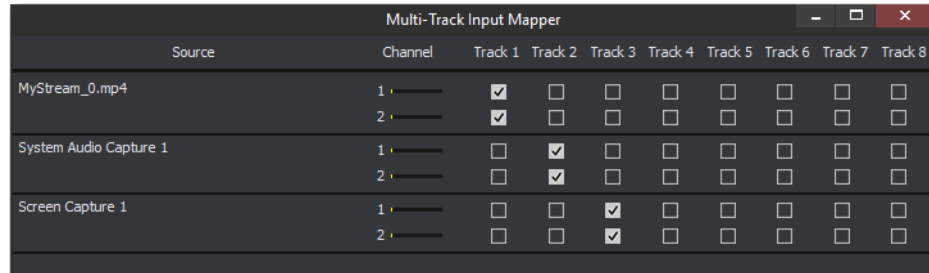 Multi-Track Input Mapper
Source Channel Track 1 Track 2 Track 3 Track 4 Track 5 Track 6 Track 7 Track 8
MyStream_0.mp4 1
2
System Audio Capture 1 1
2
Screen Capture 1 1
2